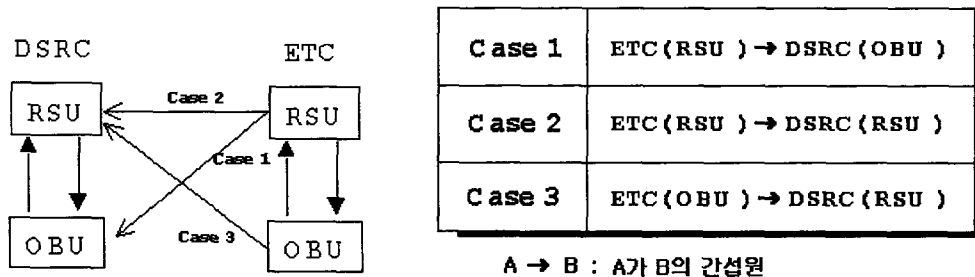 DSRC
ETC
RSU
Case 2
RSU
Case 1
OBU
Case 3
OBU
Case 1 ETC(RSU)→DSRC(OBU)
Case 2 ETC(RSU)→DSRC(RSU)
Case 3 ETC(OBU)→DSRC(RSU)
A → B : A가 B의 간섭원